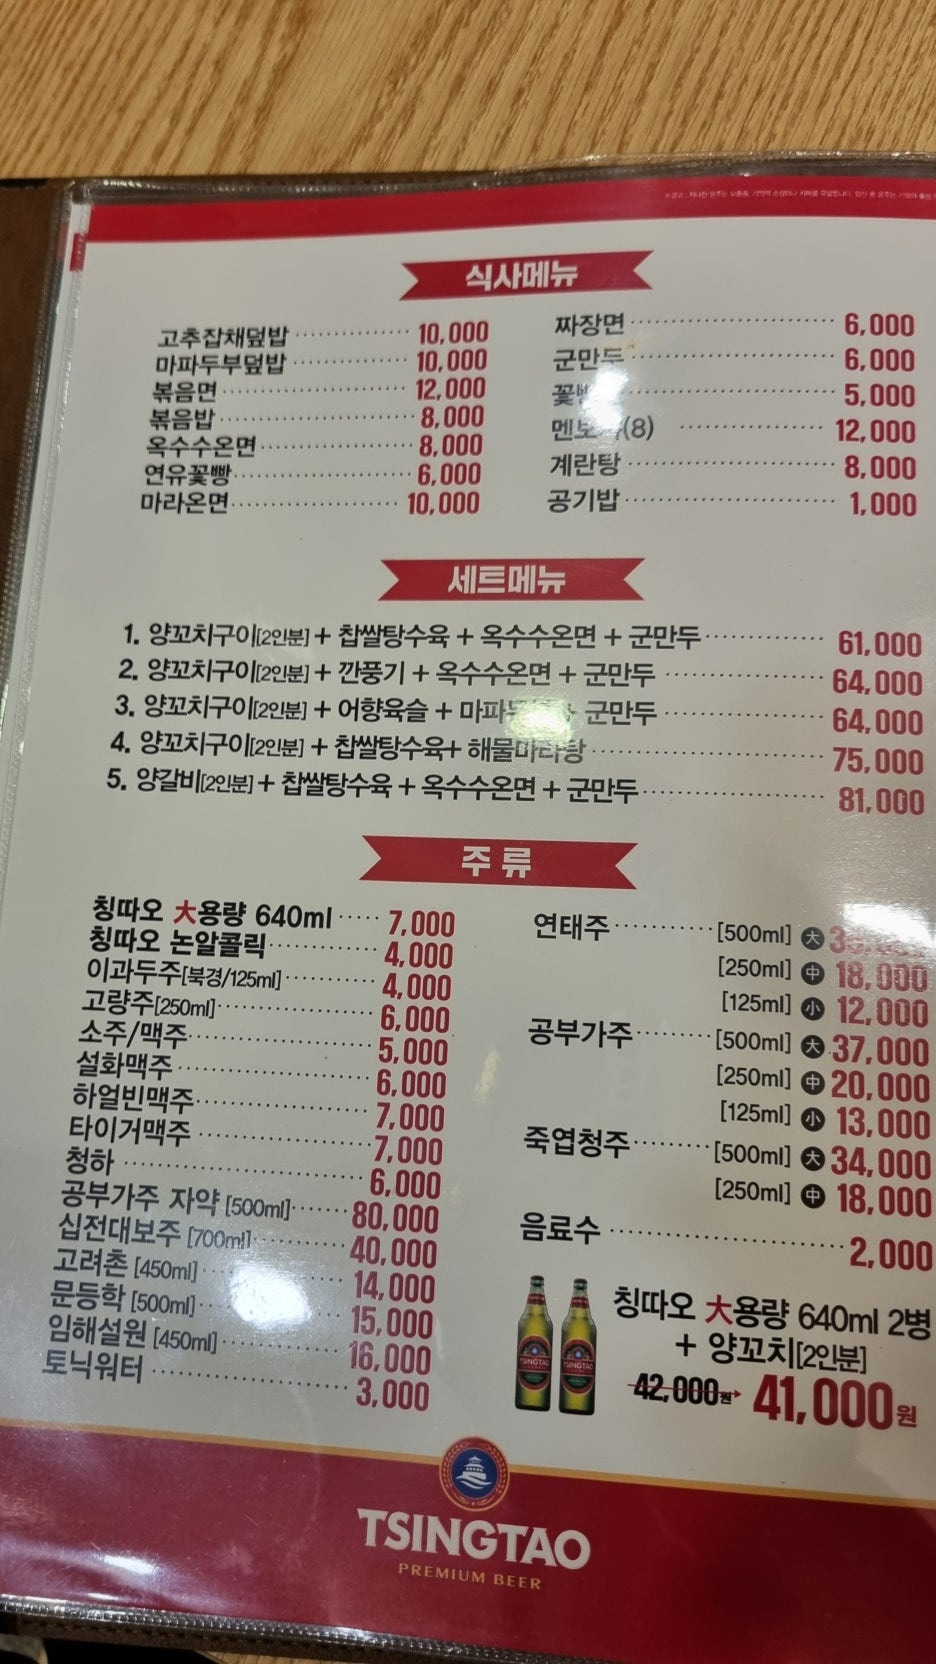 식사메뉴
고추잡채덮밥 10,000
마파두부덮밥 10,000
볶음면 12,000
볶음밥 8,000
옥수수온면 8,000
연유꽃빵 6,000
마라온면 10,000
짜장면 6,000
군만두 6,000
5,000
(8) 12,000
계란탕 8,000
공기밥 1,000
세트메뉴
1. 양꼬치구이[2인분] + 찹쌀탕수육 + 옥수수온면 + 군만두 61,000
2. 양꼬치구이[2인분] + 깐풍기 + 옥수수온면 + 군만두 64,000
3. 양꼬치구이[2인분] + 어향육슬 + 군만두 64,000
4. 양꼬치구이[2인분] + 찹쌀탕수육+ 해물마라탕 75,000
5. 양갈비[2인분] + 찹쌀탕수육 + 옥수수온면 + 군만두 81,000
주류
칭따오 大용량 640ml 7,000
칭따오 논알콜릭 4,000
이과두주[북경/125ml] 4,000
고량주[250ml] 6,000
소주/맥주 5,000
설화맥주 6,000
하얼빈맥주 7,000
타이거맥주 7,000
청하 6,000
공부가주 자약 [500ml] 80,000
십전대보주 [700ml] 40,000
고려촌 [450ml] 14,000
문등학 [500ml] 15,000
임해설원 [450ml] 16,000
토닉워터 3,000
연태주 [500ml] 大
[250ml] 中 18,000
[125ml] 小 12,000
공부가주 [500ml] 大 37,000
[250ml] 中 20,000
[125ml] 小 13,000
죽엽청주 [500ml] 大 34,000
[250ml] 中 18,000
음료수 2,000
칭따오 大용량 640ml 2병
+ 양꼬치[2인분]
42,000원 41,000원
TSINGTAO
TSINGTAO
TSINGTAO
PREMIUM BEER